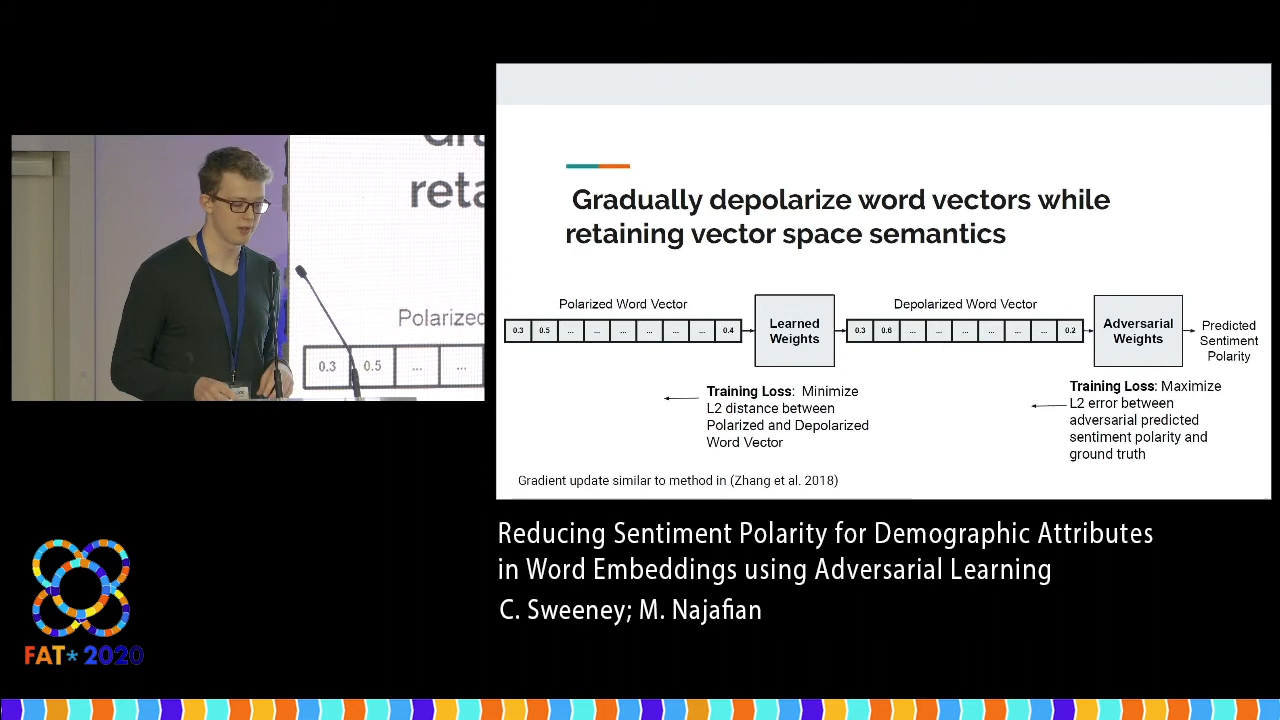 Gra
reta
Polarized
0.3 0.5 ... ...
Gradually depolarize word vectors while
retaining vector space semantics
Polarized Word Vector
0.3 0.5 ... ... ... ... ... ... 0.4
Learned
Weights
Depolarized Word Vector
0.3 0.6 ... ... ... ... ... ... 0.2
Adversarial
Weights
Predicted
Sentiment
Polarity
Training Loss: Minimize
L2 distance between
Polarized and Depolarized
Word Vector
Training Loss: Maximize
L2 error between
adversarial predicted
sentiment polarity and
ground truth
Gradient update similar to method in (Zhang et al. 2018)
Reducing Sentiment Polarity for Demographic Attributes
in Word Embeddings using Adversarial Learning
C. Sweeney; M. Najafian
FAT* 2020